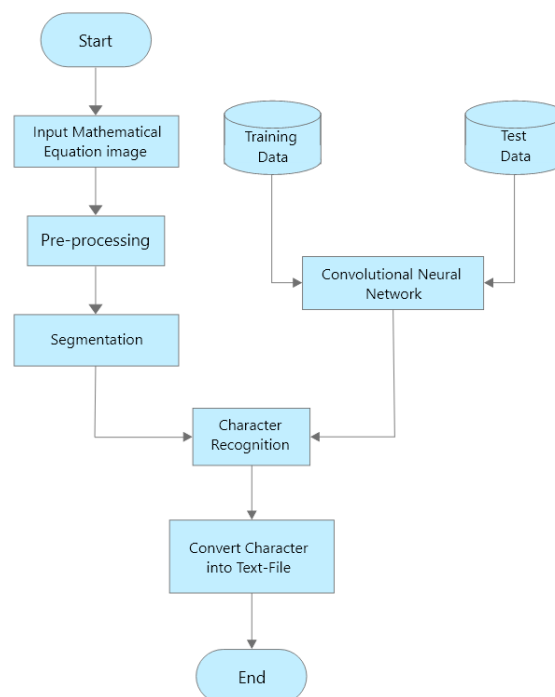 Start
Input Mathematical
Equation image
Pre-processing
Segmentation
Training
Data
Test
Data
Convolutional Neural
Network
Character
Recognition
Convert Character
into Text-File
End